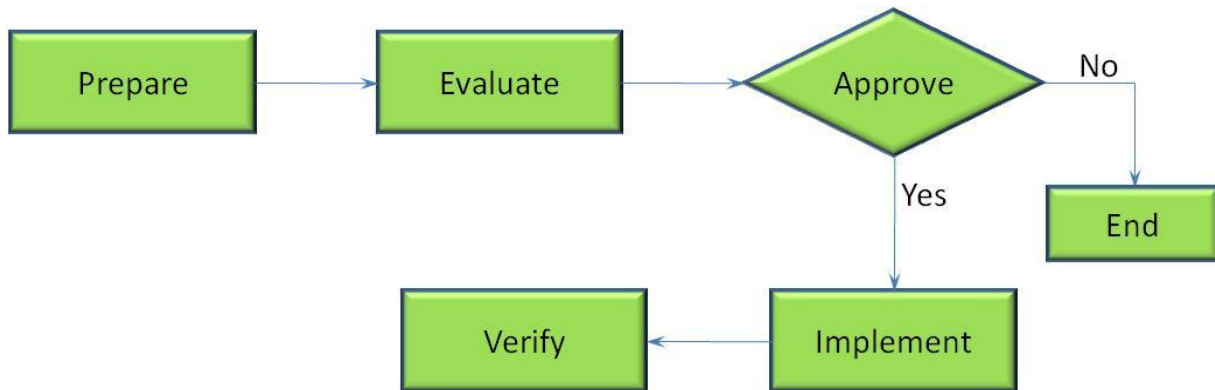 Prepare
Evaluate
Approve
No
Yes
End
Verify
Implement